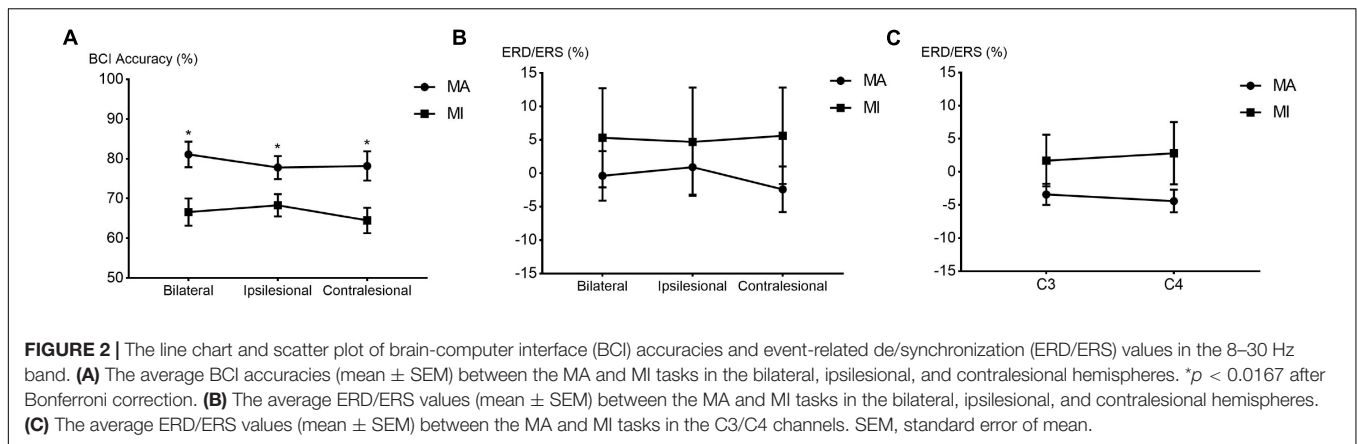 A
BCI Accuracy (%)
100
90
80
70
60
50
* * *
MA
MI
Bilateral Ipsilesional Contralesional
B
ERD/ERS (%)
15
10
5
0
-5
-10
-15
MA
MI
Bilateral Ipsilesional Contralesional
C
ERD/ERS (%)
15
10
5
0
-5
-10
-15
MA
MI
C3 C4
FIGURE 2 | The line chart and scatter plot of brain-computer interface (BCI) accuracies and event-related de/synchronization (ERD/ERS) values in the 8–30 Hz
band. (A) The average BCI accuracies (mean ± SEM) between the MA and MI tasks in the bilateral, ipsilesional, and contralesional hemispheres. *p < 0.0167 after
Bonferroni correction. (B) The average ERD/ERS values (mean ± SEM) between the MA and MI tasks in the bilateral, ipsilesional, and contralesional hemispheres.
(C) The average ERD/ERS values (mean ± SEM) between the MA and MI tasks in the C3/C4 channels. SEM, standard error of mean.